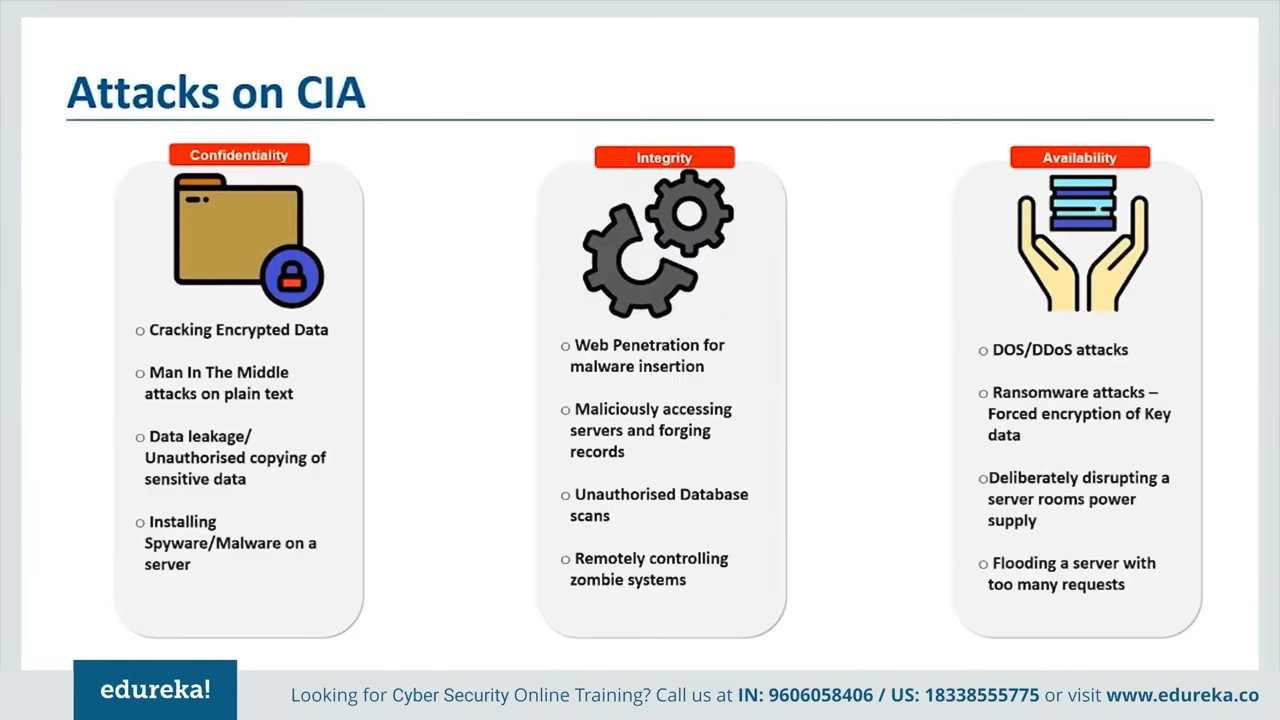 Attacks on CIA
Confidentiality
o Cracking Encrypted Data
o Man In The Middle
attacks on plain text
o Data leakage/
Unauthorised copying of
sensitive data
o Installing
Spyware/Malware on a
server
Integrity
o Web Penetration for
malware insertion
o Maliciously accessing
servers and forging
records
o Unauthorised Database
scans
o Remotely controlling
zombie systems
Availability
o DOS/DDoS attacks
o Ransomware attacks –
Forced encryption of Key
data
oDeliberately disrupting a
server rooms power
supply
o Flooding a server with
too many requests
edureka!
Looking for Cyber Security Online Training? Call us at IN: 9606058406 / US: 18338555775 or visit www.edureka.co